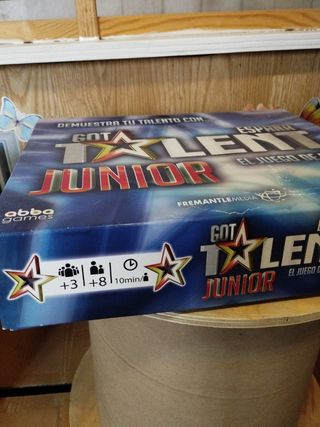 DEMUESTRA TU TALENTO CON...
GOT
ESPAÑA
TALENT
JUNIOR
EL JUEGO DE
FREMANTLEMEDIA
abba
games
GOT
TALENT
JUNIOR
EL JUEGO
+3 +8 10min/